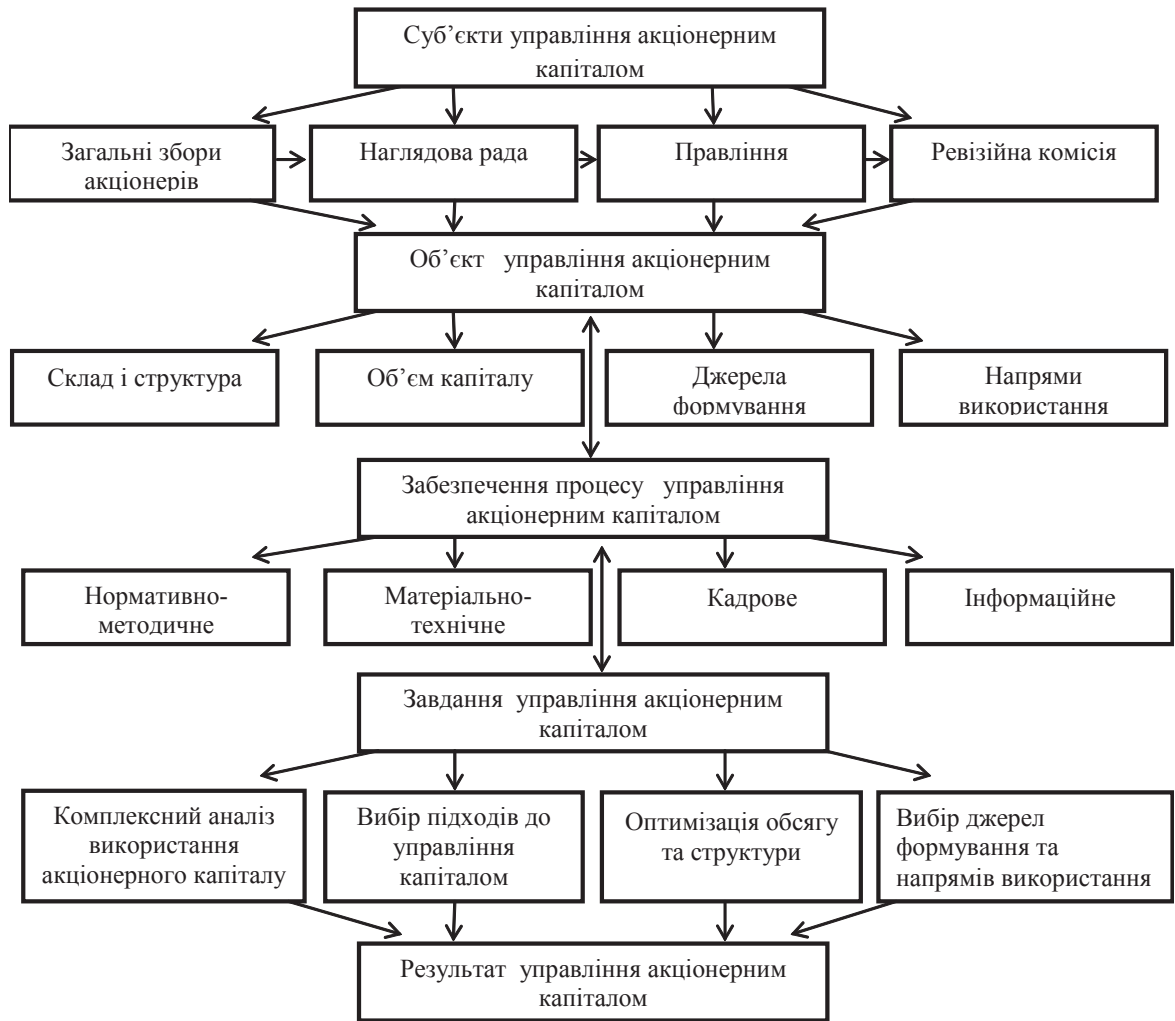 Суб’єкти управління акціонерним
капіталом
Загальні збори
акціонерів
Наглядова рада
Правління
Ревізійна комісія
Об’єкт управління акціонерним
капіталом
Склад і структура
Об’єм капіталу
Джерела
формування
Напрями
використання
Забезпечення процесу управління
акціонерним капіталом
Нормативно-
методичне
Матеріально-
технічне
Кадрове
Інформаційне
Завдання управління акціонерним
капіталом
Комплексний аналіз
використання
акціонерного капіталу
Вибір підходів до
управління
капіталом
Оптимізація обсягу
та структури
Вибір джерел
формування та
напрямів використання
Результат управління акціонерним
капіталом